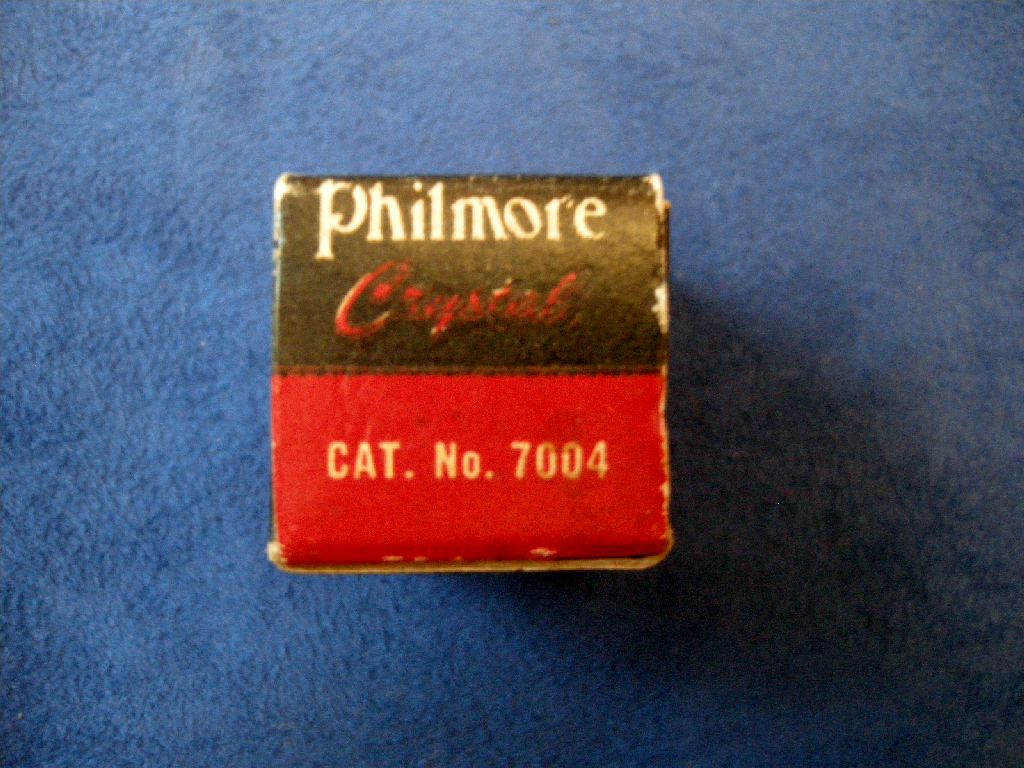 Philmore
Crystal
CAT. No. 7004